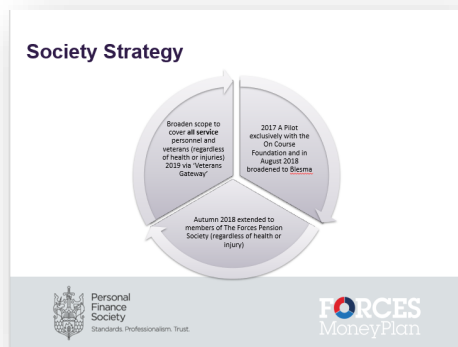 Society Strategy
Broaden scope to
cover all service
personnel and
veterans (regardless
of health or injuries)
2019 via 'Veterans
Gateway'
2017 A Pilot
exclusively with the
On Course
Foundation and in
August 2018
broadened to Blesma
Autumn 2018 extended to
members of The Forces Pension
Society (regardless of health or
injury)
Personal
Finance
Society
Standards. Professionalism. Trust.
FORCES
MoneyPlan